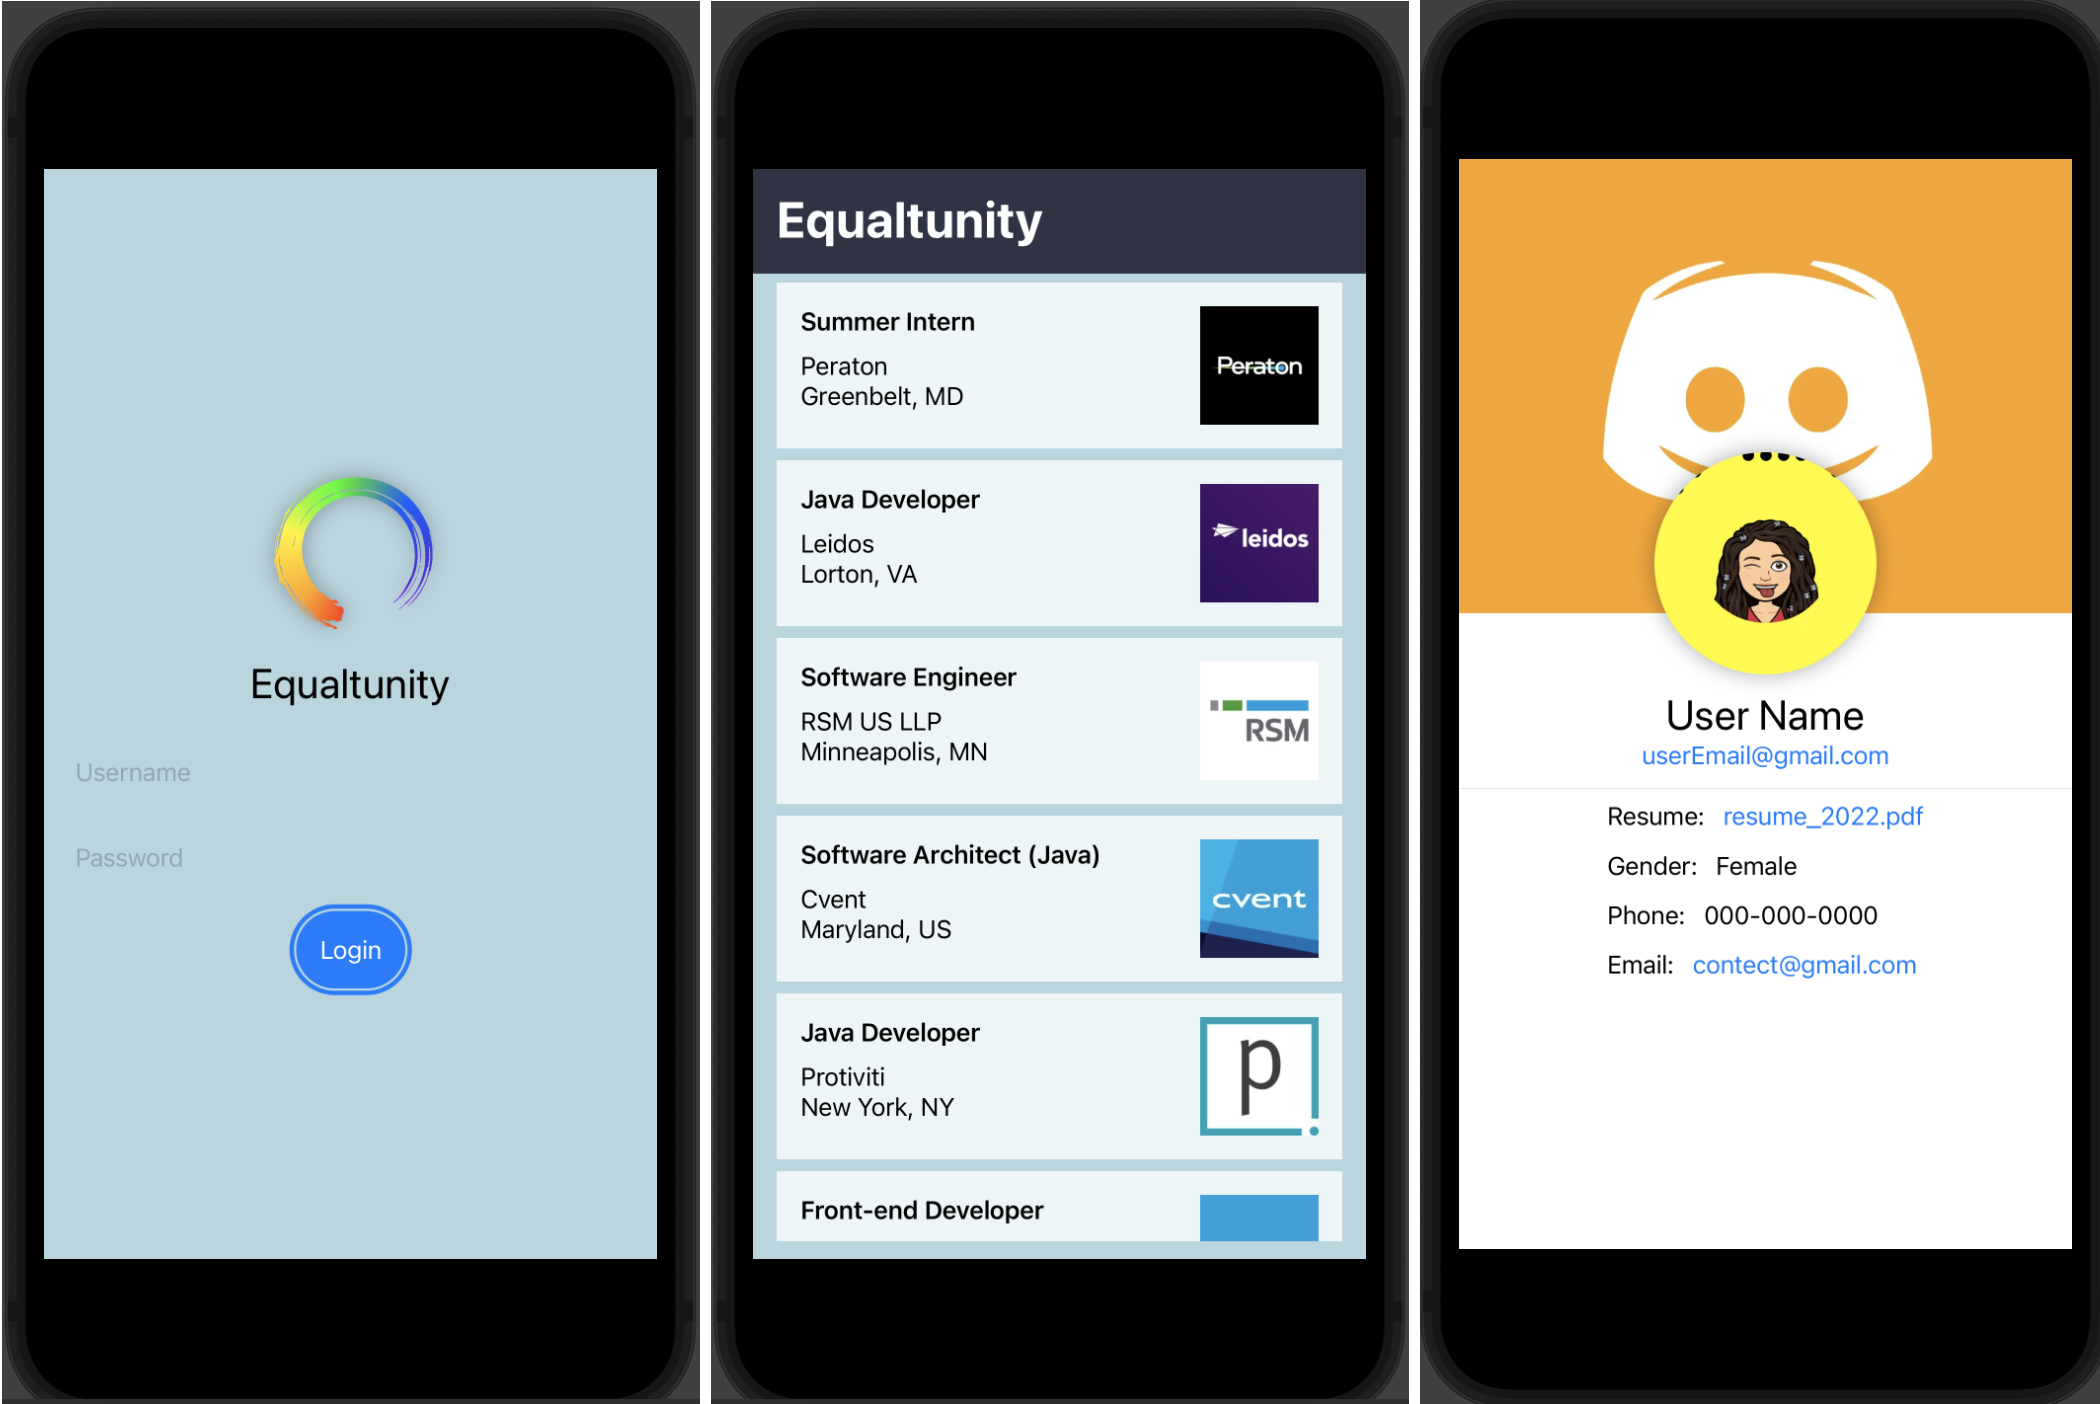 Equaltunity
Username
Password
Login
Equaltunity
Summer Intern
Peraton
Greenbelt, MD
Peraton
Java Developer
Leidos
Lorton, VA
leidos
Software Engineer
RSM US LLP
Minneapolis, MN
RSM
Software Architect (Java)
Cvent
Maryland, US
cvent
Java Developer
Protiviti
New York, NY
p
Front-end Developer
User Name
userEmail@gmail.com
Resume: resume_2022.pdf
Gender: Female
Phone: 000-000-0000
Email: contect@gmail.com